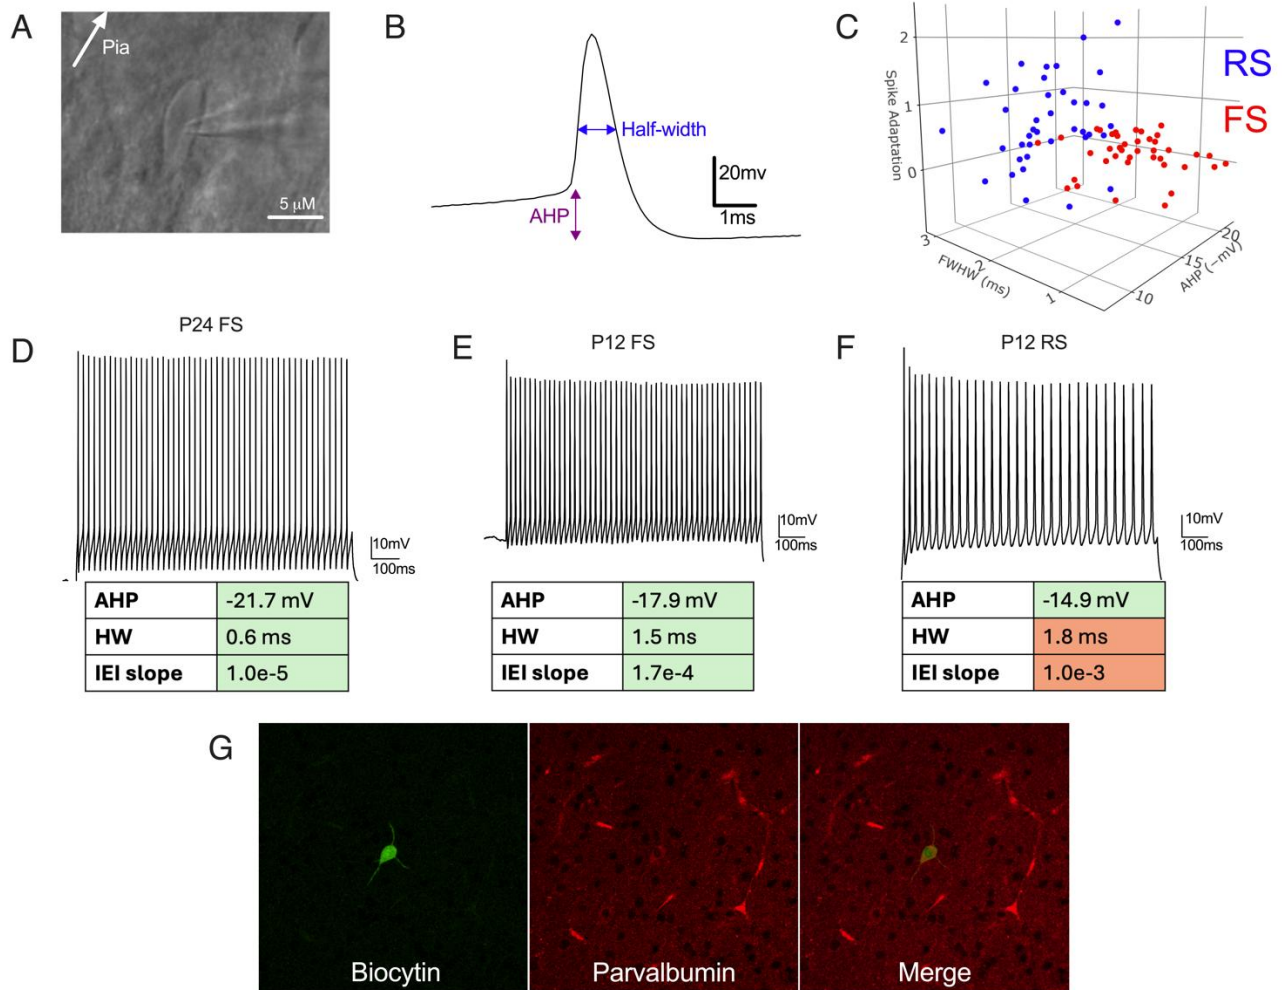 A
Pia
5 µM
B
Half-width
AHP
20mv
1ms
C
RS
FS
Spike Adaptation
2
1
0
3
2
1
FWHW (ms)
20
15
10
AHP (−mV)
D
P24 FS
10mV
100ms
AHP -21.7 mV
HW 0.6 ms
IEI slope 1.0e-5
E
P12 FS
10mV
100ms
AHP -17.9 mV
HW 1.5 ms
IEI slope 1.7e-4
F
P12 RS
10mV
100ms
AHP -14.9 mV
HW 1.8 ms
IEI slope 1.0e-3
G
Biocytin
Parvalbumin
Merge